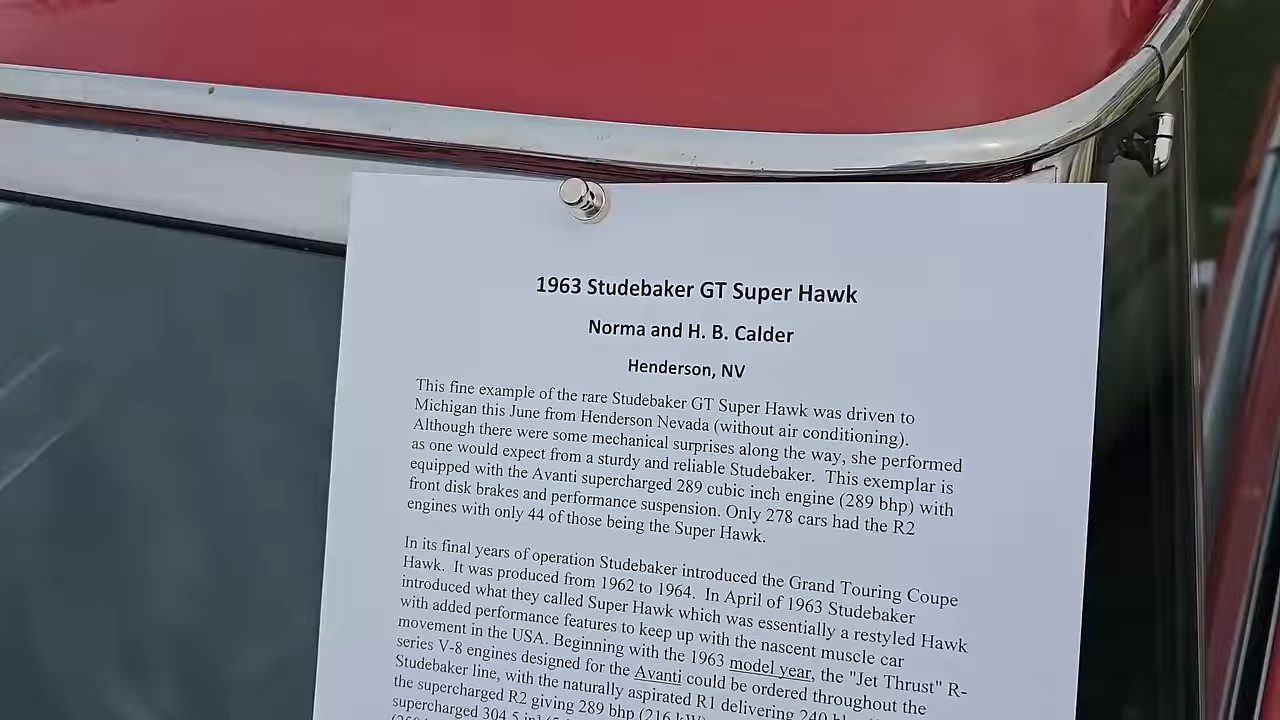 1963 Studebaker GT Super Hawk
Norma and H. B. Calder
Henderson, NV
This fine example of the rare Studebaker GT Super Hawk was driven to
Michigan this June from Henderson Nevada (without air conditioning).
Although there were some mechanical surprises along the way, she performed
as one would expect from a sturdy and reliable Studebaker. This exemplar is
equipped with the Avanti supercharged 289 cubic inch engine (289 bhp) with
front disk brakes and performance suspension. Only 278 cars had the R2
engines with only 44 of those being the Super Hawk.
In its final years of operation Studebaker introduced the Grand Touring Coupe
Hawk. It was produced from 1962 to 1964. In April of 1963 Studebaker
introduced what they called Super Hawk which was essentially a restyled Hawk
with added performance features to keep up with the nascent muscle car
movement in the USA. Beginning with the 1963 model year, the "Jet Thrust" R-
series V-8 engines designed for the Avanti could be ordered throughout the
Studebaker line, with the naturally aspirated R1 delivering 240
the supercharged R2 giving 289 bhp (216 kW)
supercharged 304.5 in³